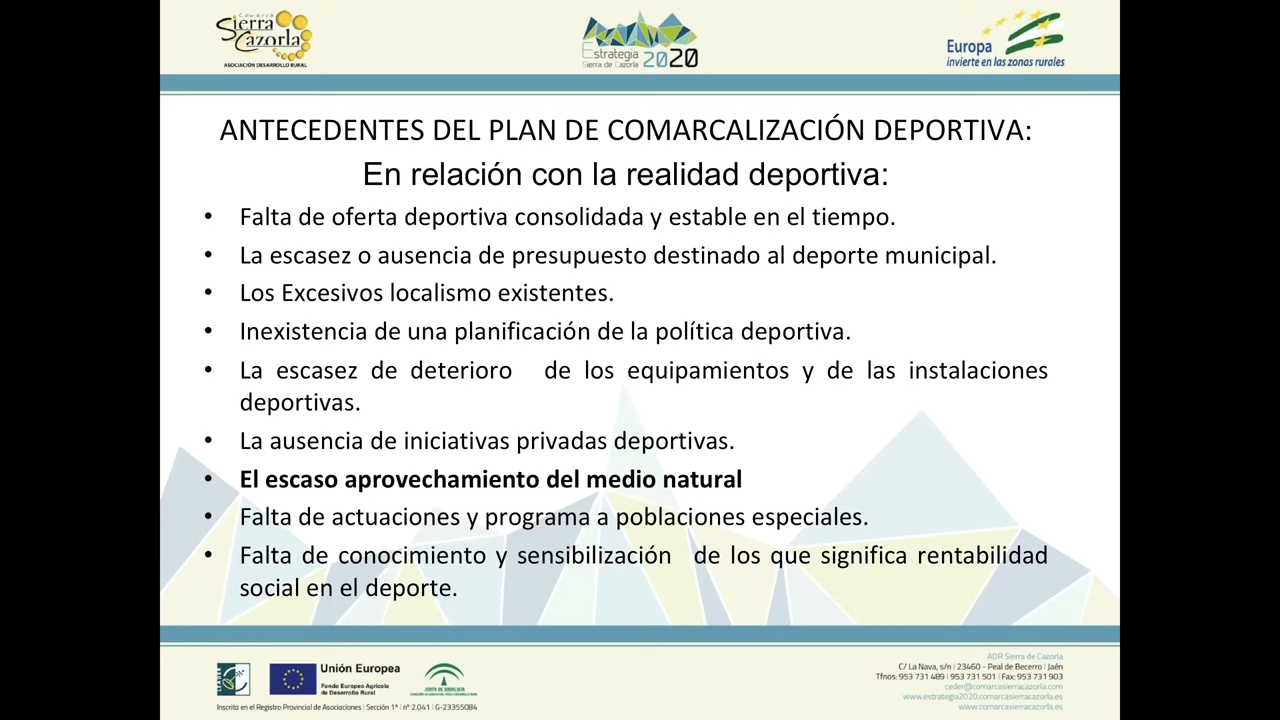 Comarca
Sierra
Cazorla
ASOCIACIÓN DESARROLLO RURAL
Estrategia
Sierra de Cazorla 2020
Europa
invierte en las zonas rurales
ANTECEDENTES DEL PLAN DE COMARCALIZACIÓN DEPORTIVA:
En relación con la realidad deportiva:
• Falta de oferta deportiva consolidada y estable en el tiempo.
• La escasez o ausencia de presupuesto destinado al deporte municipal.
• Los Excesivos localismo existentes.
• Inexistencia de una planificación de la política deportiva.
• La escasez de deterioro de los equipamientos y de las instalaciones
deportivas.
• La ausencia de iniciativas privadas deportivas.
• El escaso aprovechamiento del medio natural
• Falta de actuaciones y programa a poblaciones especiales.
• Falta de conocimiento y sensibilización de los que significa rentabilidad
social en el deporte.
LEADER
Unión Europea
Fondo Europeo Agrícola
de Desarrollo Rural
JUNTA DE ANDALUCIA
Inscrita en el Registro Provincial de Asociaciones | Sección 1ª | nº 2.041 | G-23355084
ADR Sierra de Cazorla
C/ La Nava, s/n | 23460 - Peal de Becerro | Jaén
Tfnos: 953 731 489 | 953 731 501 | Fax: 953 731 903
ceder@comarcasierracazorla.com
www.estrategia2020.comarcasierracazorla.es
www.comarcasierracazorla.es